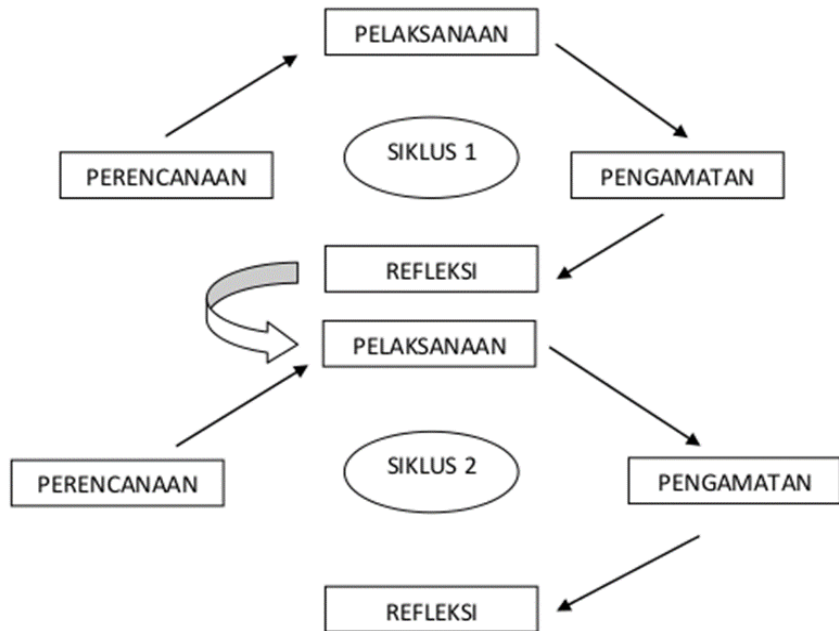 PELAKSANAAN
SIKLUS 1
PERENCANAAN
PENGAMATAN
REFLEKSI
PELAKSANAAN
SIKLUS 2
PERENCANAAN
PENGAMATAN
REFLEKSI